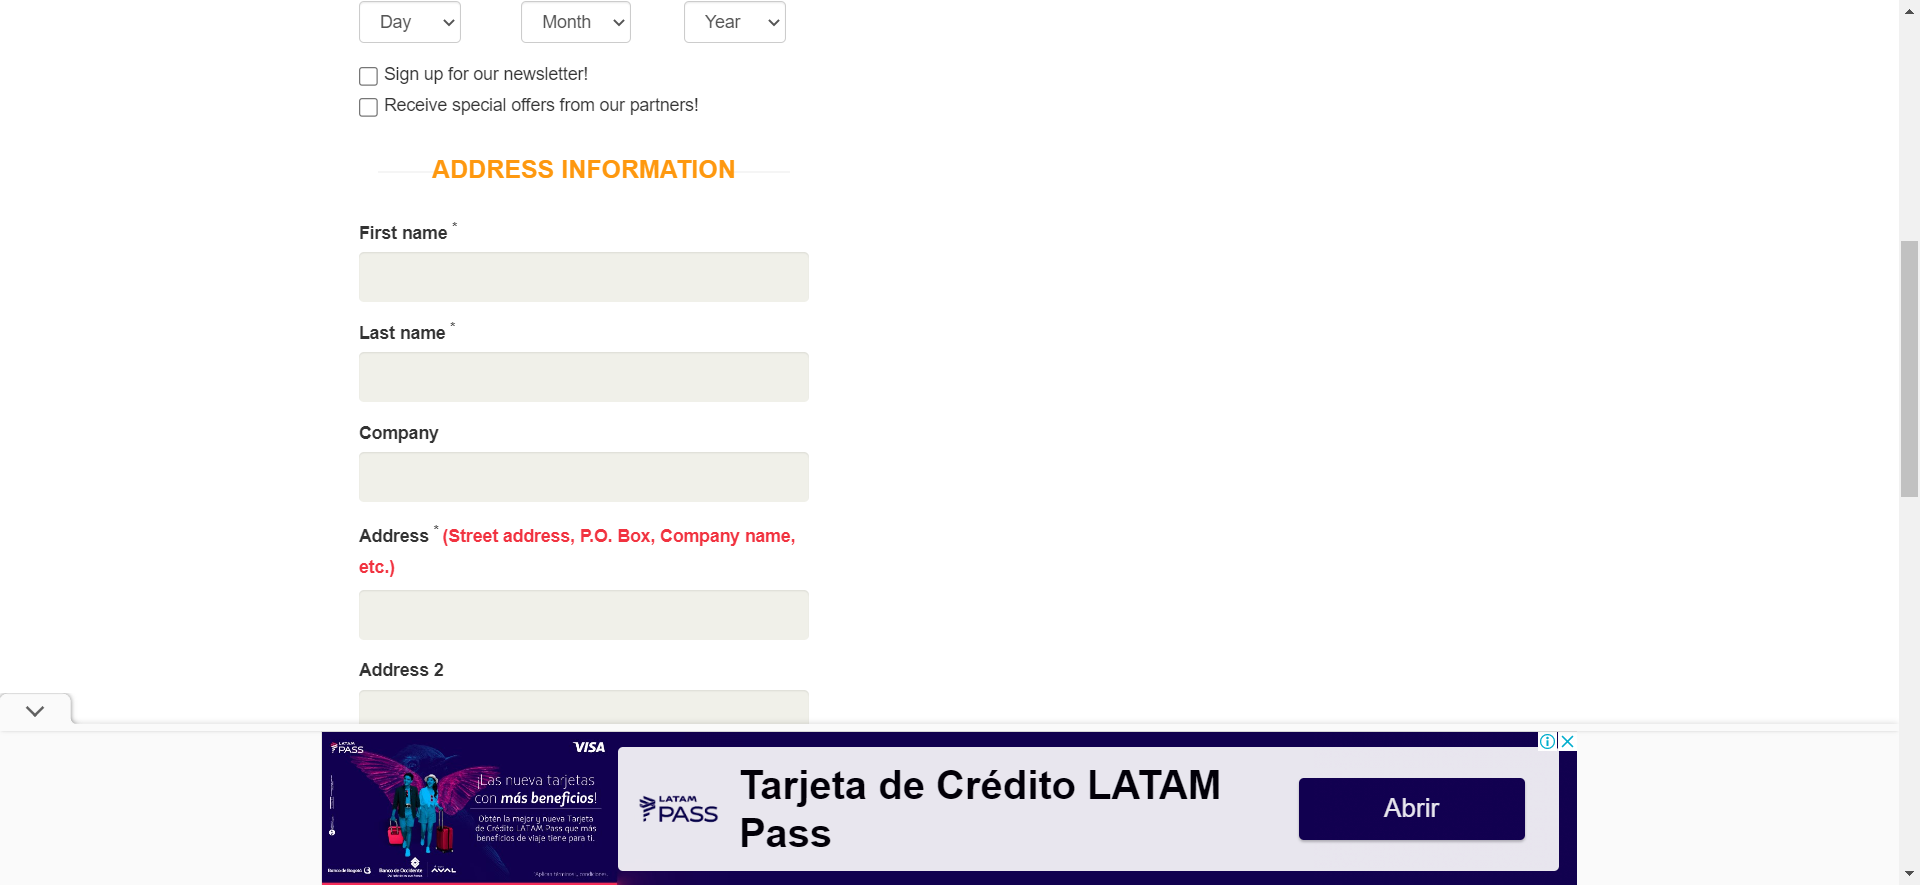 Day
Month
Year
Sign up for our newsletter!
Receive special offers from our partners!
ADDRESS INFORMATION
First name *
Last name *
Company
Address * (Street address, P.O. Box, Company name,
etc.)
Address 2
LATAM
PASS
VISA
¡Las nueva tarjetas
con más beneficios!
Obtén la mejor y nueva Tarjeta
de Crédito LATAM Pass que más
beneficios de viaje tiene para ti.
Banco de Bogotá
Banco de Occidente
AVAL
*Aplican términos y condiciones.
LATAM
PASS
Tarjeta de Crédito LATAM
Pass
Abrir